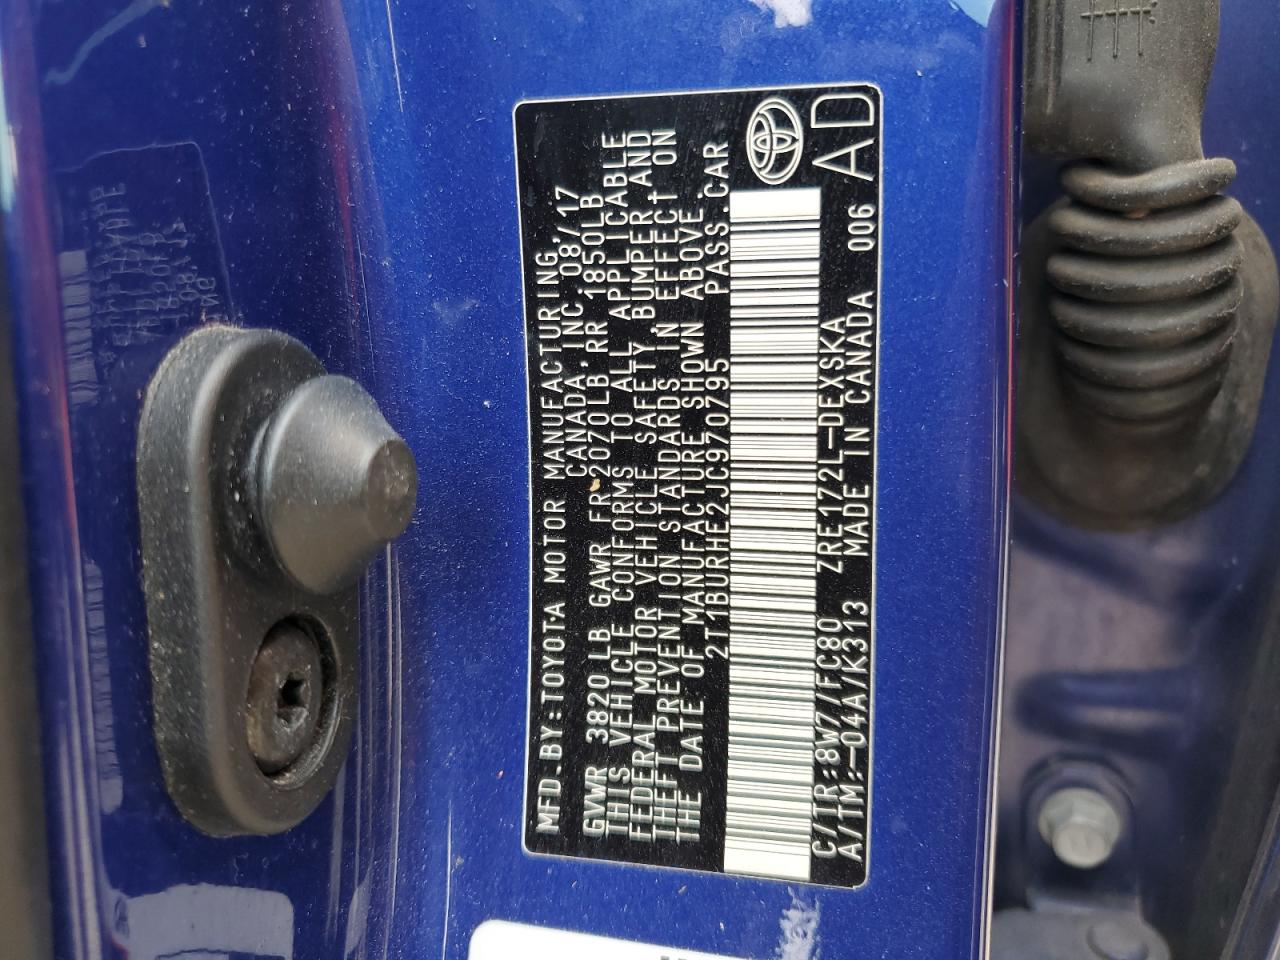 MFD.BY:TOYOTA MOTOR MANUFACTURING,
CANADA,INC. 08/17
GVWR 3820LB GAWR FR 2070LB,RR 1850LB
THIS VEHICLE CONFORMS TO ALL APPLICABLE
FEDERAL MOTOR VEHICLE SAFETY, BUMPER,AND
THEFT PREVENTION STANDARDS IN EFFECT ON
THE DATE OF MANUFACTURE SHOWN ABOVE.
2T1BURHE2JC970795 PASS.CAR
C/TR:8W7/FC80 ZRE172L-DEXSKA
A/TM:-04A/K313 MADE IN CANADA 006
AD